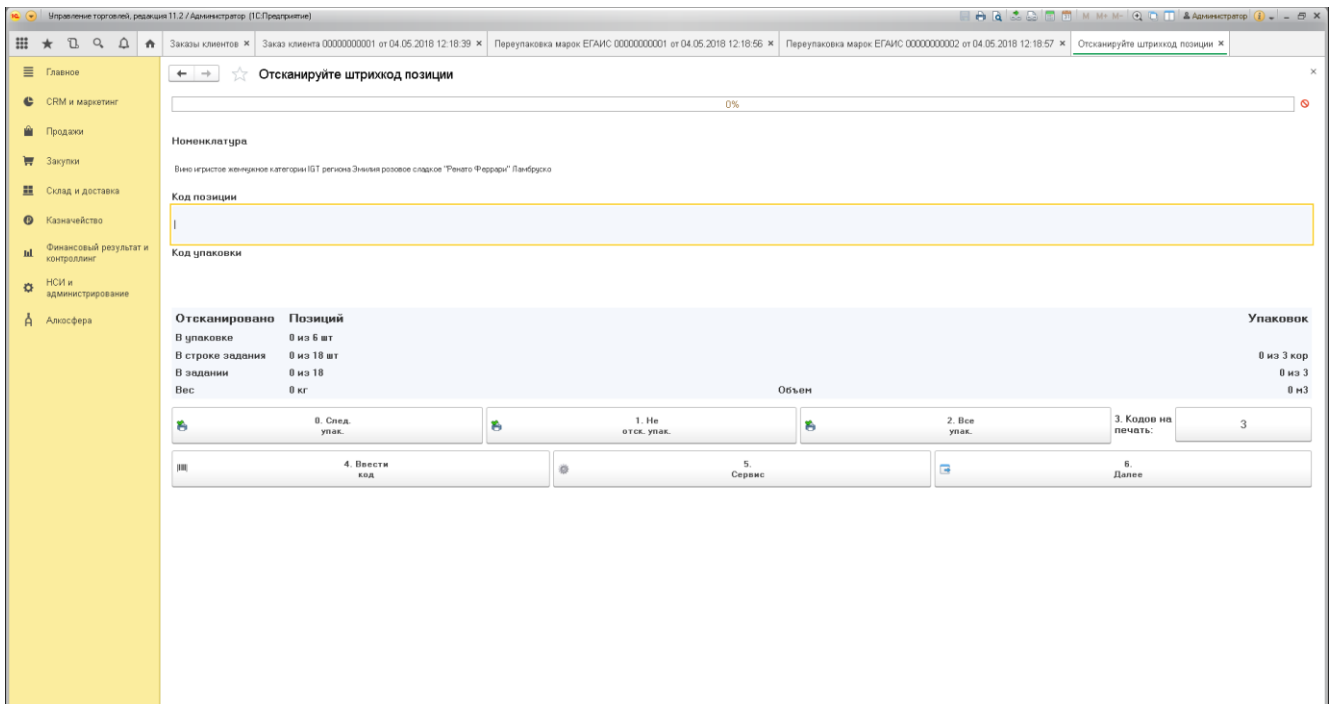 Управление торговлей, редакция 11.2 / Администратор (1С:Предприятие)
M M+ M- Администратор
Заказы клиентов × Заказ клиента 00000000001 от 04.05.2018 12:18:39 × Переупаковка марок ЕГАИС 00000000001 от 04.05.2018 12:18:56 × Переупаковка марок ЕГАИС 00000000002 от 04.05.2018 12:18:57 × Отсканируйте штрихкод позиции ×
Главное
CRM и маркетинг
Продажи
Закупки
Склад и доставка
Казначейство
Финансовый результат и
контроллинг
НСИ и
администрирование
Алкосфера
Отсканируйте штрихкод позиции
0%
Номенклатура
Вино игристое жемчужное категории IGT региона Эмилия розовое сладкое "Ренато Феррари" Ламбруско
Код позиции
Код упаковки
Отсканировано Позиций Упаковок
В упаковке 0 из 6 шт
В строке задания 0 из 18 шт 0 из 3 кор
В задании 0 из 18 0 из 3
Вес 0 кг Объем 0 м3
0. След.
упак.
1. Не
отск. упак.
2. Все
упак.
3. Кодов на
печать:
3
4. Ввести
код
5.
Сервис
6.
Далее